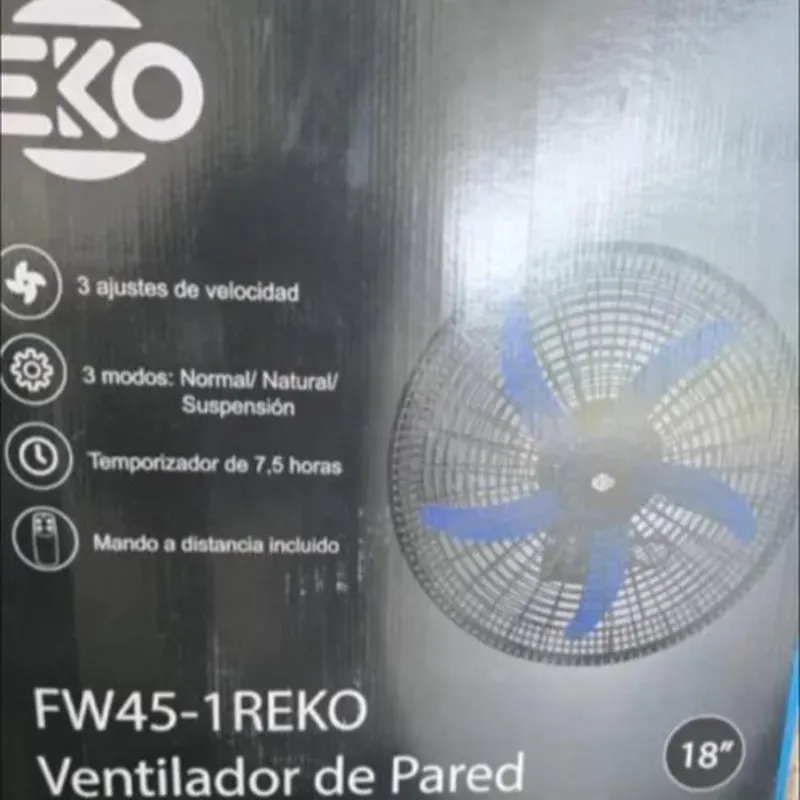 EKO
3 ajustes de velocidad
3 modos: Normal/ Natural/
Suspensión
Temporizador de 7,5 horas
Mando a distancia incluido
FW45-1REKO
Ventilador de Pared
18”